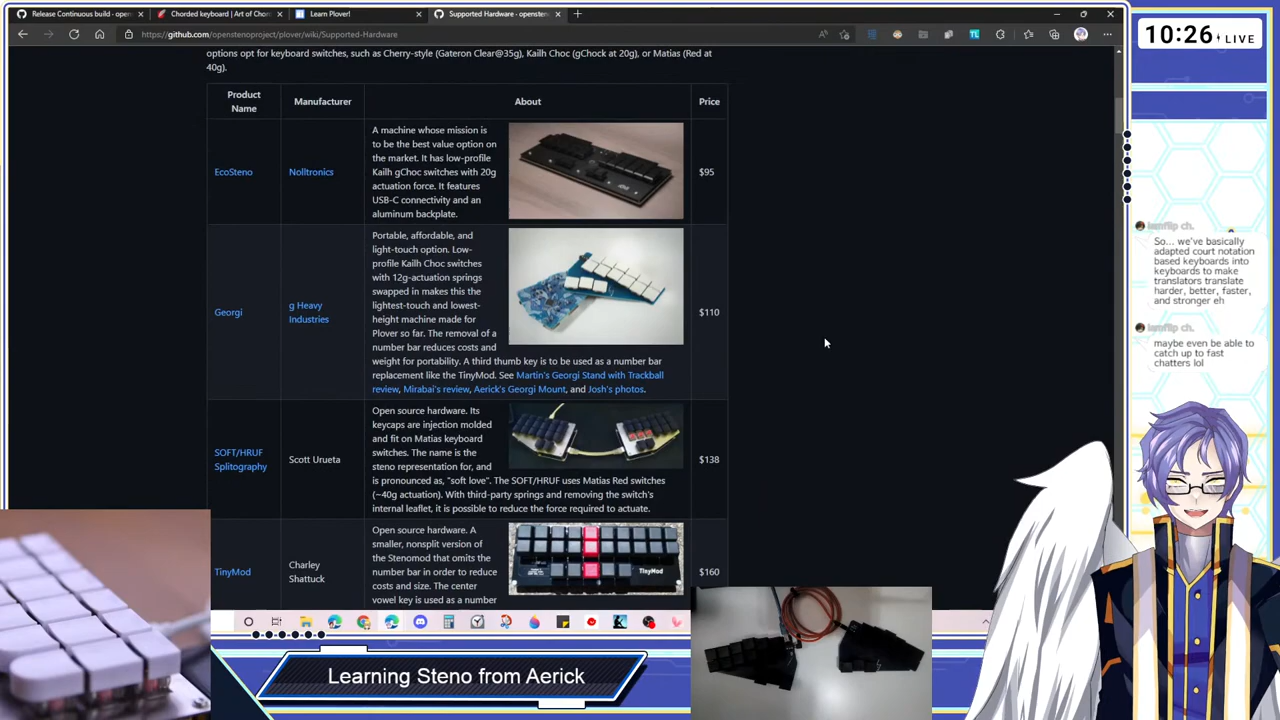 Release Continuous build · open
Chorded keyboard | Art of Chor
Learn Plover!
Supported Hardware · opensten
https://github.com/openstenoproject/plover/wiki/Supported-Hardware
10:26 LIVE
options opt for keyboard switches, such as Cherry-style (Gateron Clear@35g), Kailh Choc (gChock at 20g), or Matias (Red at
40g).
Product
Name
Manufacturer
About
Price
EcoSteno
Nolltronics
A machine whose mission is
to be the best value option on
the market. It has low-profile
Kailh gChoc switches with 20g
actuation force. It features
USB-C connectivity and an
aluminum backplate.
$95
Georgi
g Heavy
Industries
Portable, affordable, and
light-touch option. Low-
profile Kailh Choc switches
with 12g-actuation springs
swapped in makes this the
lightest-touch and lowest-
height machine made for
Plover so far. The removal of a
number bar reduces costs and
weight for portability. A third thumb key is to be used as a number bar
replacement like the TinyMod. See Martin's Georgi Stand with Trackball
review, Mirabai's review, Aerick's Georgi Mount, and Josh's photos.
$110
SOFT/HRUF
Splitography
Scott Urueta
Open source hardware. Its
keycaps are injection molded
and fit on Matias keyboard
switches. The name is the
steno representation for, and
is pronounced as, "soft love". The SOFT/HRUF uses Matias Red switches
(~40g actuation). With third-party springs and removing the switch's
internal leaflet, it is possible to reduce the force required to actuate.
$138
TinyMod
Charley
Shattuck
Open source hardware. A
smaller, nonsplit version of
the Stenomod that omits the
number bar in order to reduce
costs and size. The center
vowel key is used as a number
TinyMod
$160
iamflip ch.
So... we've basically
adapted court notation
based keyboards into
keyboards to make
translators translate
harder, better, faster,
and stronger eh
iamflip ch.
maybe even be able to
catch up to fast
chatters lol
TL
Learning Steno from Aerick